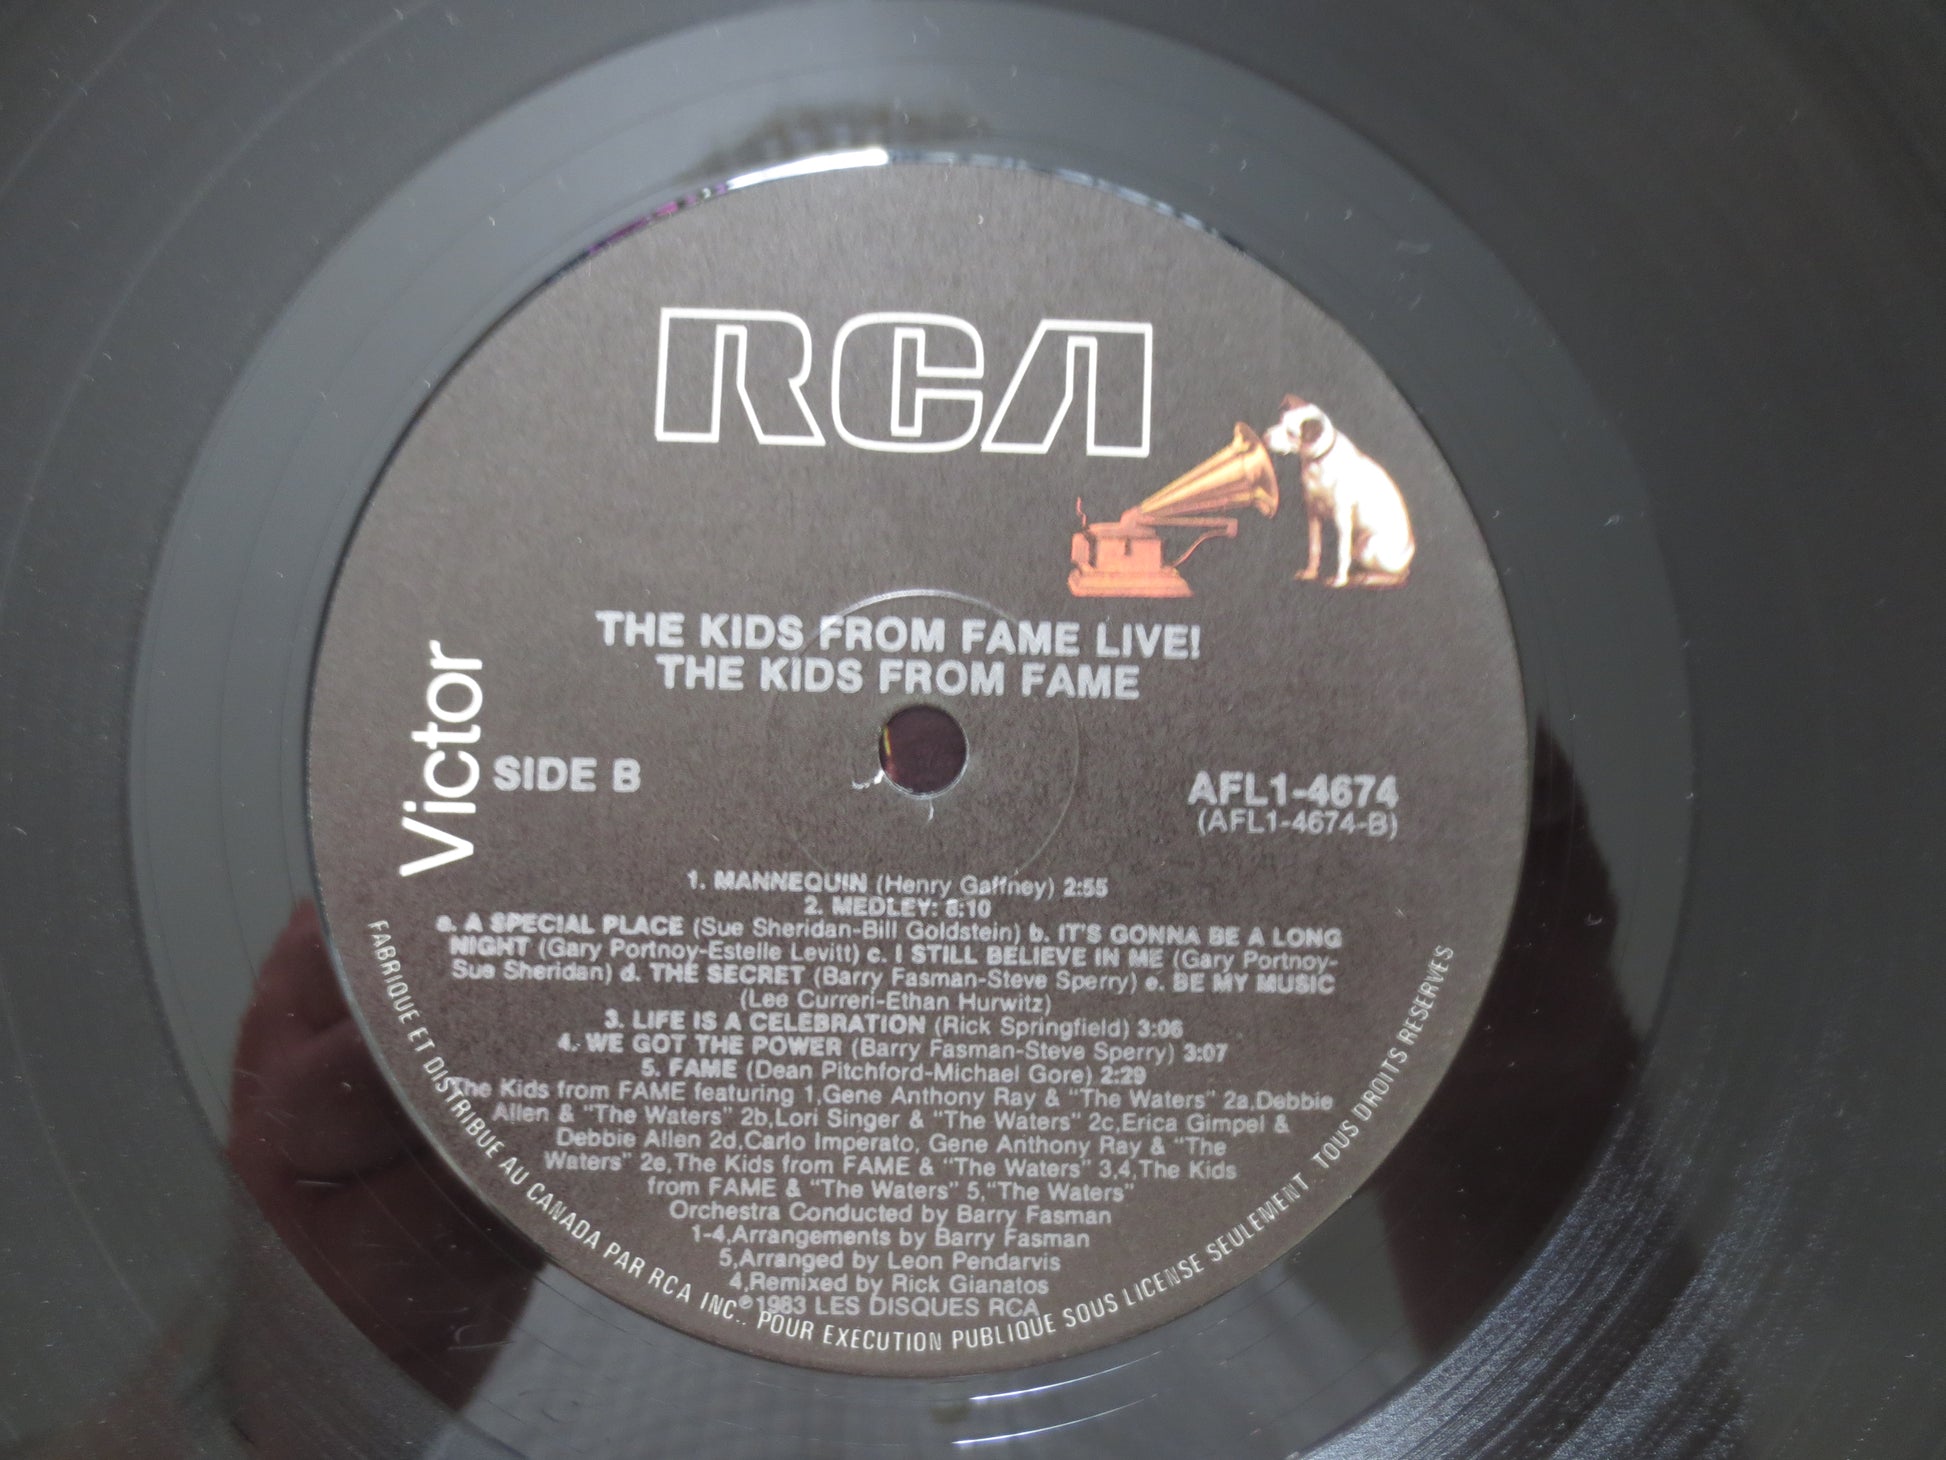 RCA
Victor
THE KIDS FROM FAME LIVE!
THE KIDS FROM FAME
SIDE B
AFL1-4674
(AFL1-4674-B)
1. MANNEQUIN (Henry Gaffney) 2:55
2. MEDLEY: 8:10
a. A SPECIAL PLACE (Sue Sheridan-Bill Goldstein) b. IT'S GONNA BE A LONG
NIGHT (Gary Portnoy-Estelle Levitt) c. I STILL BELIEVE IN ME (Gary Portnoy-
Sue Sheridan) d. THE SECRET (Barry Fasman-Steve Sperry) e. BE MY MUSIC
(Lee Curreri-Ethan Hurwitz)
3. LIFE IS A CELEBRATION (Rick Springfield) 3:06
4. WE GOT THE POWER (Barry Fasman-Steve Sperry) 3:07
5. FAME (Dean Pitchford-Michael Gore) 2:29
The Kids from FAME featuring 1,Gene Anthony Ray & "The Waters" 2a,Debbie
Allen & "The Waters" 2b,Lori Singer & "The Waters" 2c,Erica Gimpel &
Debbie Allen 2d,Carlo Imperato, Gene Anthony Ray & "The
Waters" 2e,The Kids from FAME & "The Waters" 3,4,The Kids
from FAME & "The Waters" 5,"The Waters"
Orchestra Conducted by Barry Fasman
1-4,Arrangements by Barry Fasman
5,Arranged by Leon Pendarvis
4,Remixed by Rick Gianatos
℗1983 LES DISQUES RCA
FABRIQUE ET DISTRIBUE AU CANADA PAR RCA INC.. POUR EXECUTION PUBLIQUE SOUS LICENSE SEULEMENT. TOUS DROITS RESERVES